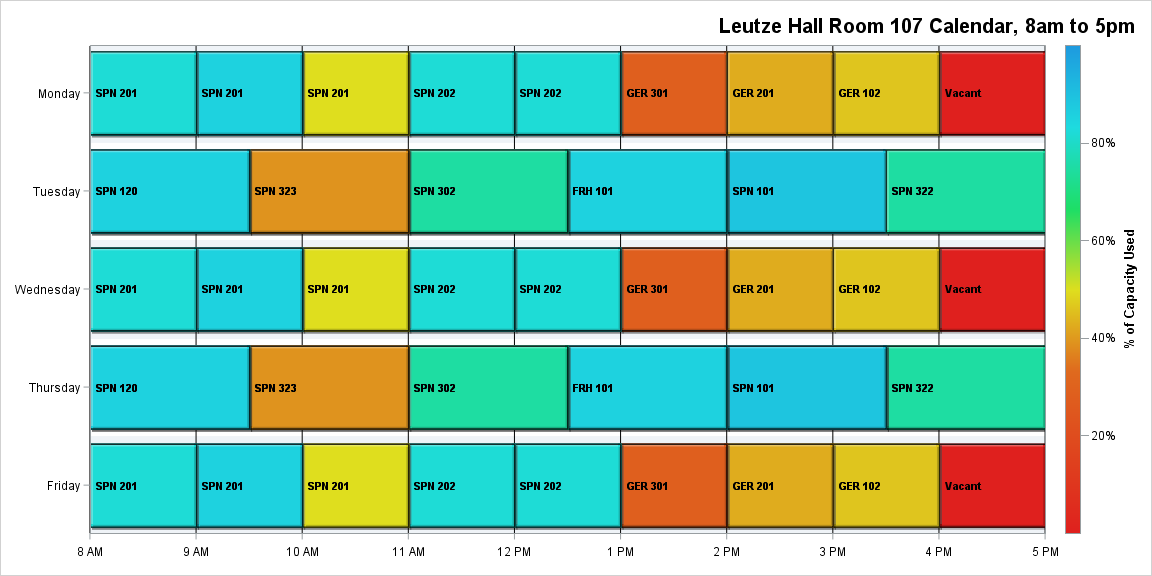 Leutze Hall Room 107 Calendar, 8am to 5pm
Monday SPN 201 SPN 201 SPN 201 SPN 202 SPN 202 GER 301 GER 201 GER 102 Vacant
80%
Tuesday SPN 120 SPN 323 SPN 302 FRH 101 SPN 101 SPN 322
60%
Wednesday SPN 201 SPN 201 SPN 201 SPN 202 SPN 202 GER 301 GER 201 GER 102 Vacant
% of Capacity Used
40%
Thursday SPN 120 SPN 323 SPN 302 FRH 101 SPN 101 SPN 322
20%
Friday SPN 201 SPN 201 SPN 201 SPN 202 SPN 202 GER 301 GER 201 GER 102 Vacant
8 AM 9 AM 10 AM 11 AM 12 PM 1 PM 2 PM 3 PM 4 PM 5 PM